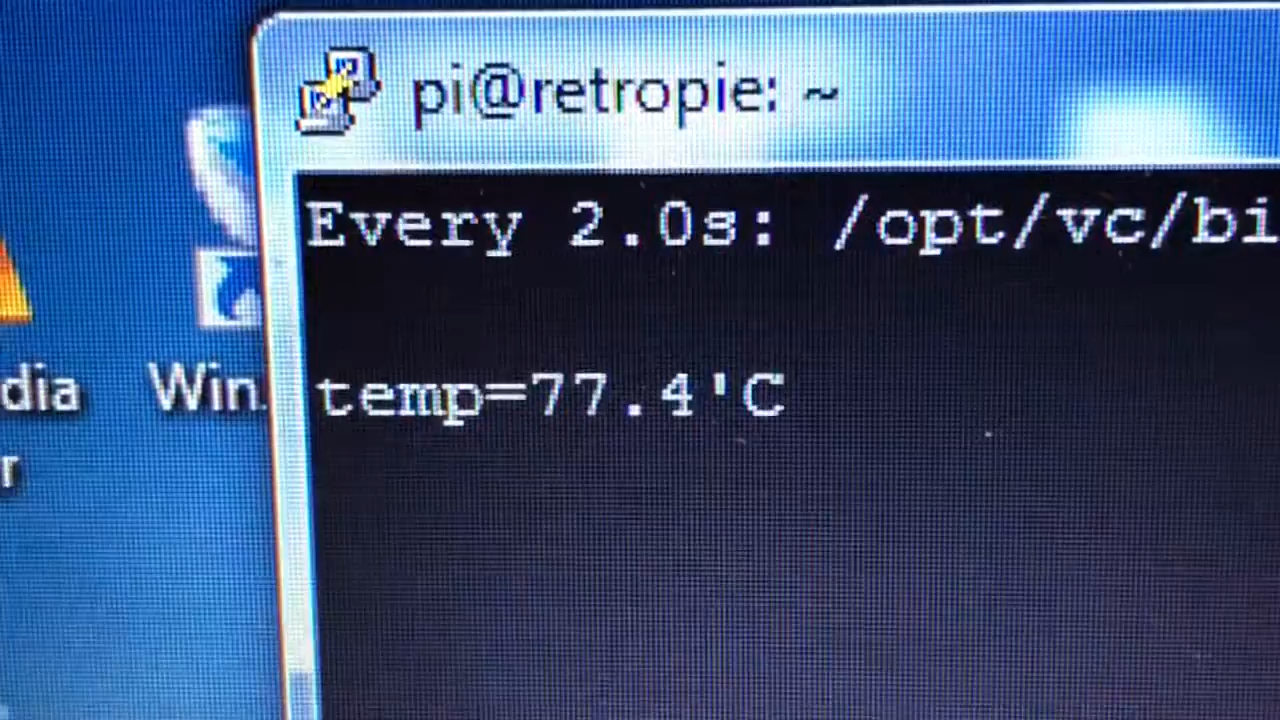 pi@retropie: ~
Every 2.0s: /opt/vc/bi
temp=77.4'C
dia
Win
r